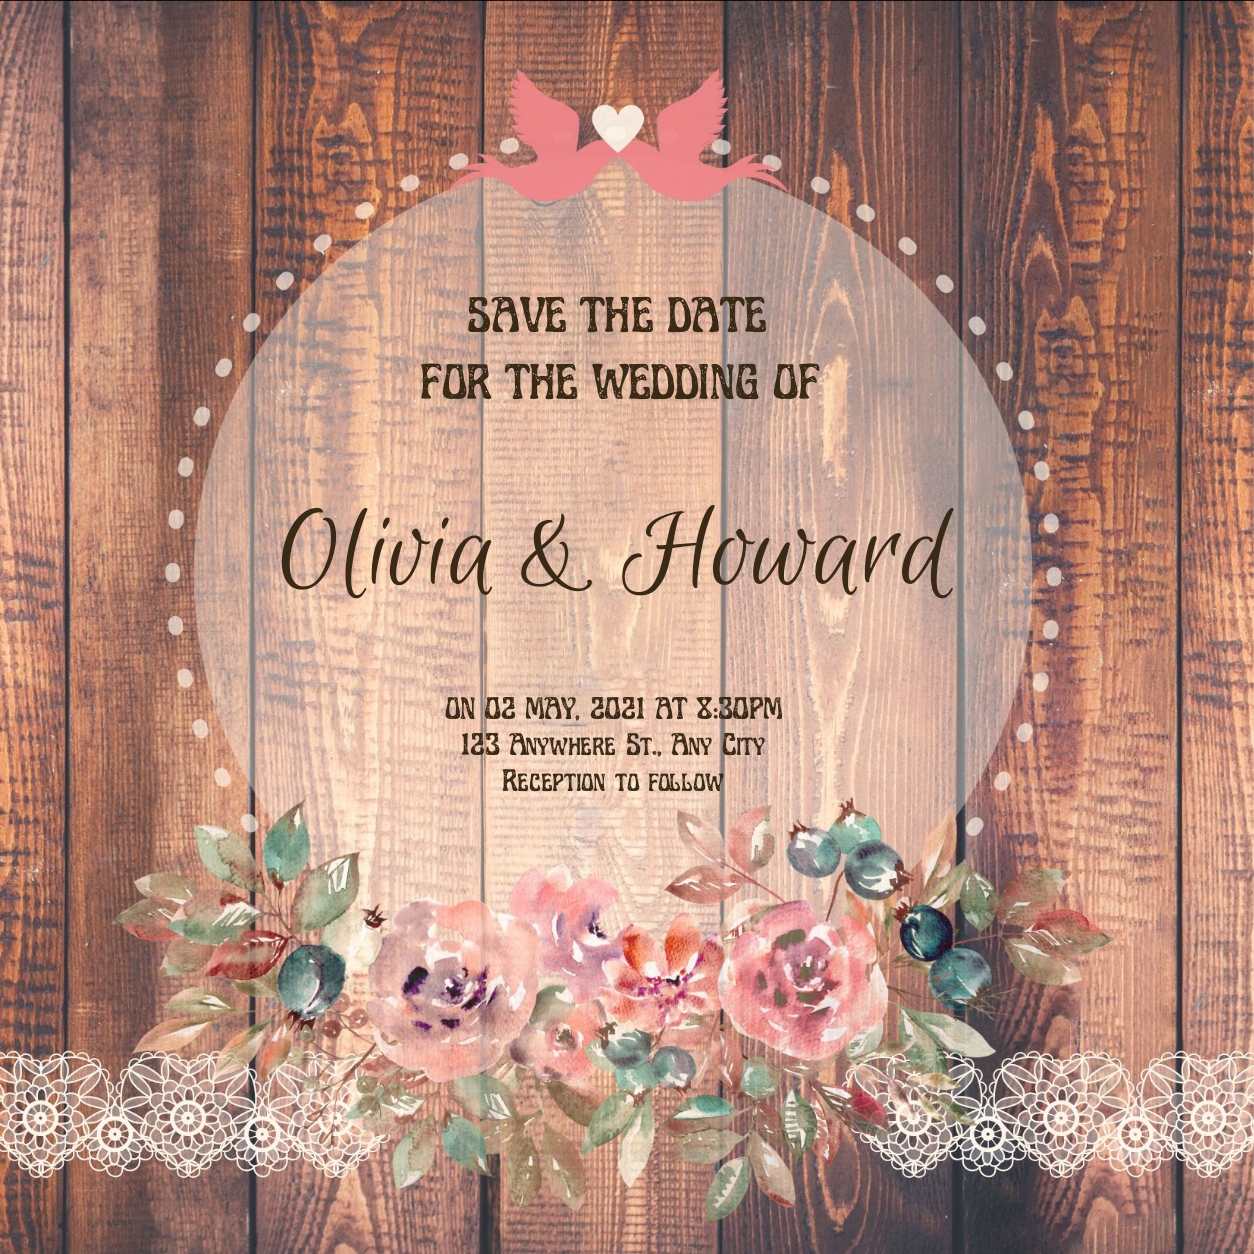 SAVE THE DATE
FOR THE WEDDING OF
Olivia & Howard
ON 02 MAY, 2021 AT 8:30PM
123 Anywhere St., Any City
Reception to follow